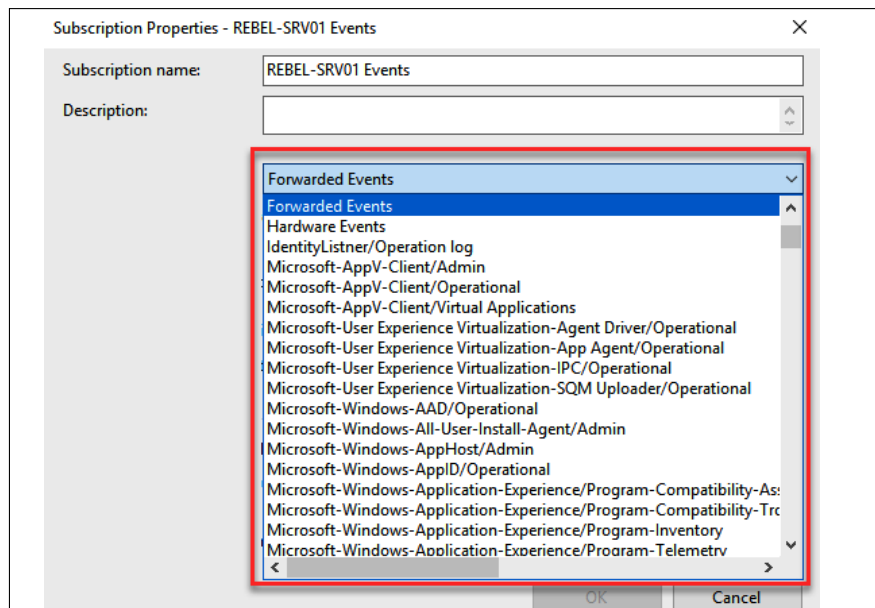 Subscription Properties - REBEL-SRV01 Events
Subscription name: REBEL-SRV01 Events
Description:
Forwarded Events
Forwarded Events
Hardware Events
IdentityListner/Operation log
Microsoft-AppV-Client/Admin
Microsoft-AppV-Client/Operational
Microsoft-AppV-Client/Virtual Applications
Microsoft-User Experience Virtualization-Agent Driver/Operational
Microsoft-User Experience Virtualization-App Agent/Operational
Microsoft-User Experience Virtualization-IPC/Operational
Microsoft-User Experience Virtualization-SQM Uploader/Operational
Microsoft-Windows-AAD/Operational
Microsoft-Windows-All-User-Install-Agent/Admin
Microsoft-Windows-AppHost/Admin
Microsoft-Windows-AppID/Operational
Microsoft-Windows-Application-Experience/Program-Compatibility-Ass
Microsoft-Windows-Application-Experience/Program-Compatibility-Tro
Microsoft-Windows-Application-Experience/Program-Inventory
Microsoft-Windows-Application-Experience/Program-Telemetry
OK Cancel